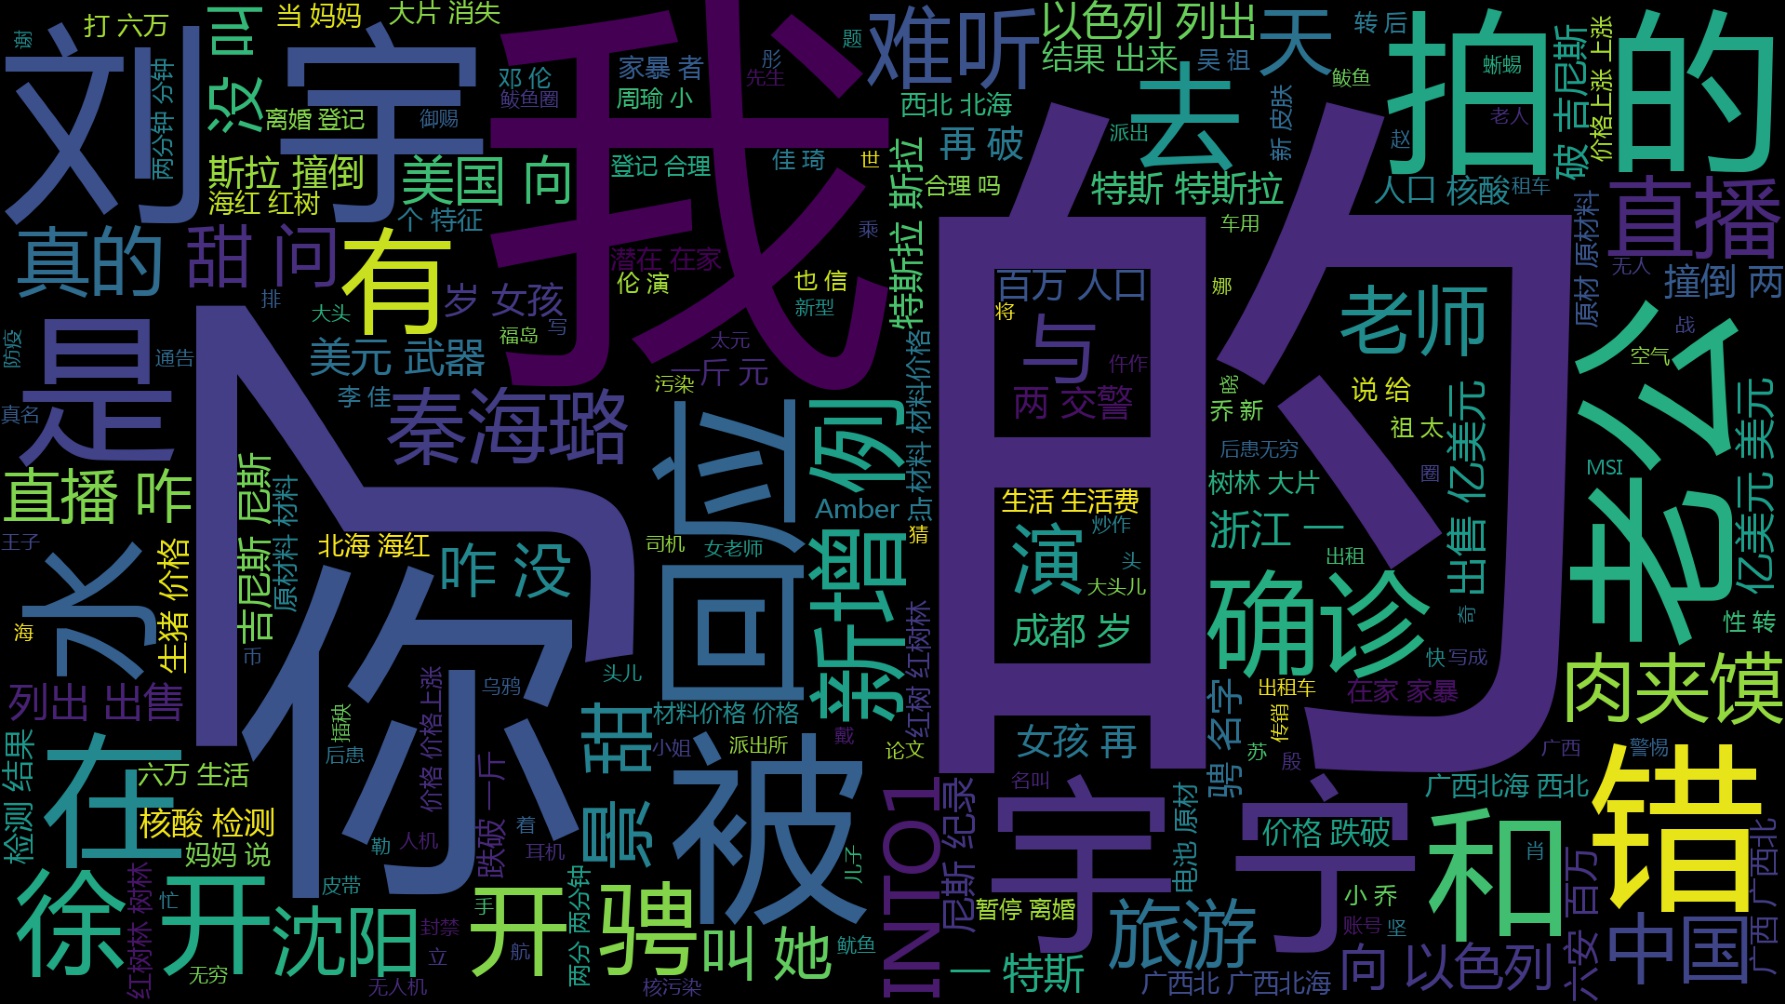 打 六万
没 叫
当 妈妈
大片 消失
难听
以色列 列出
天
转 后
拍 的
谢
刘宇
我
邓 伦
鲅鱼圈
家暴 者
周瑜 小
彤
先生
题
结果 出来
吴 祖
鲅鱼
被 吉尼斯
价格上涨 上涨
蜥蜴
两分钟 分钟
离婚 登记
御赐
西北 北海
去
新 皮肤
老人
赵
斯拉 撞倒
美国 向
登记 合理
佳 琦
世
再 破
派出
合理 吗
特斯 特斯拉
人口 核酸
租车
海红 红树
个 特征
乘
特斯拉 斯拉
车用
原材料 原材料
直播
真的
甜 问
有
潜在 在家
伦 演
也 信
新型
百万 人口
娜
无人
撞倒 两
排
大头
岁 女孩
福岛
写
将
老师
原材 原材料
战
空气
防疫
是
通告
美元 武器
太元
一斤 元
与
仵作
老公
真名
李 佳
秦海璐
污染
两 交警
晓
乔 新
说 给
祖 太
直播 咋
吉尼斯 尼斯
原材料 材料
回应
新增
例
材料 材料价格
点
Amber
自
的
后患无穷
圈
树林 大片
出售 亿美元
MSI
亿美元 美元
王子
水
生猪 价格
北海 海红
咋 没
司机
女老师
猜
生活 生活费
演
炒作
头
浙江 一
出租
海
你
大头儿
成都 岁
确诊
奇
性 转
币
头儿
红树 红树林
快
写成
列出 出售
乌鸦
价格 价格上涨
材料价格 价格
在家 家暴
肉夹馍
检测 结果
在
插秧
后患
景 甜
小姐
派出所
戴
论文
女孩 再
骋 名字
出租车
传销
苏
殷
广西
警惕
六万 生活
被
名叫
广西北海 西北
错
核酸 检测
勒
人机
跌破 一斤
着
耳机
INTO1
尼斯 纪录
宇宁
电池 原材
价格 跌破
和
肖
妈妈 说
徐开
红树林 树林
皮带
儿子
小 乔
六安 百万
广西 广西北
忙
沈阳
封禁
手
开
两分 两分钟
骋
叫 她
鱿鱼
暂停 离婚
旅游
账号
坚
中国
无穷
无人机
立
航
核污染
一 特斯
广西北 广西北海
向 以色列